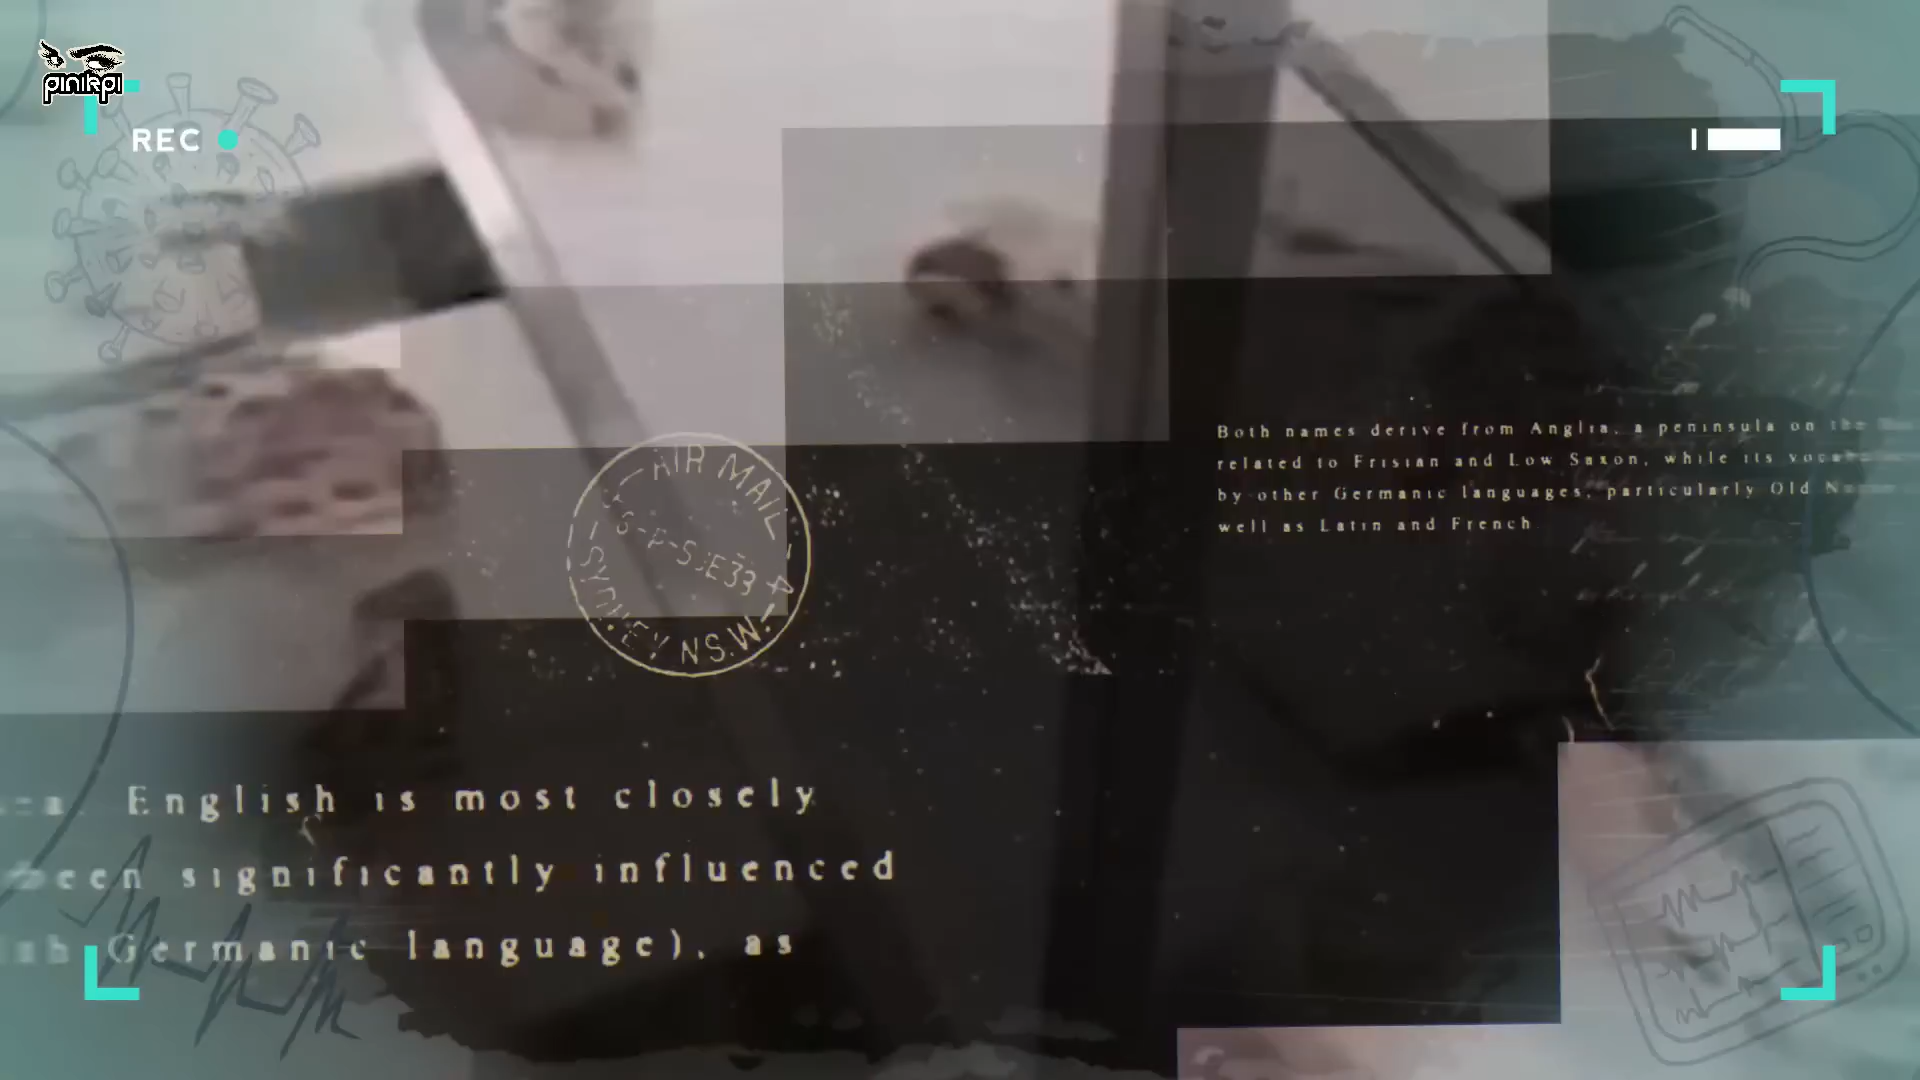 pinikpi
REC
Both names derive from Anglia, a peninsula on the
related to Frisian and Low Saxon, while its
by other Germanic languages, particularly Old
well as Latin and French
AIR MAIL
SYDNEY N.S.W.
English is most closely
been significantly influenced
Germanic language), as